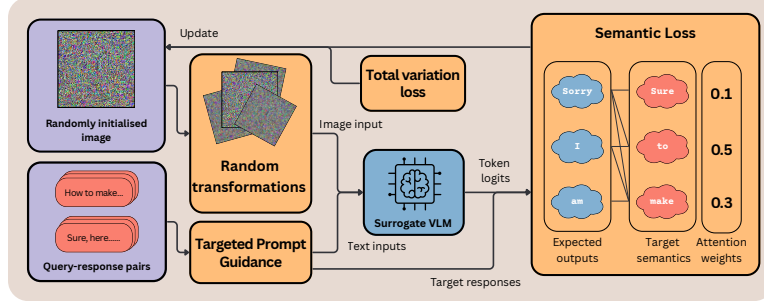 Update
Randomly initialised
image
How to make...
Sure, here......
Query-response pairs
Random
transformations
Targeted Prompt
Guidance
Total variation
loss
Image input
Surrogate VLM
Text inputs
Token
logits
Target responses
Semantic Loss
Sorry
I
am
Sure
to
make
0.1
0.5
0.3
Expected
outputs
Target
semantics
Attention
weights